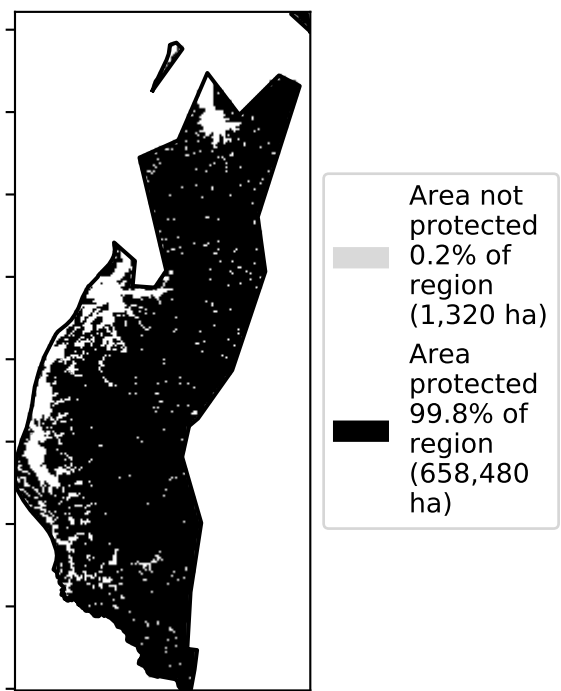 Area not
protected
0.2% of
region
(1,320 ha)
Area
protected
99.8% of
region
(658,480
ha)